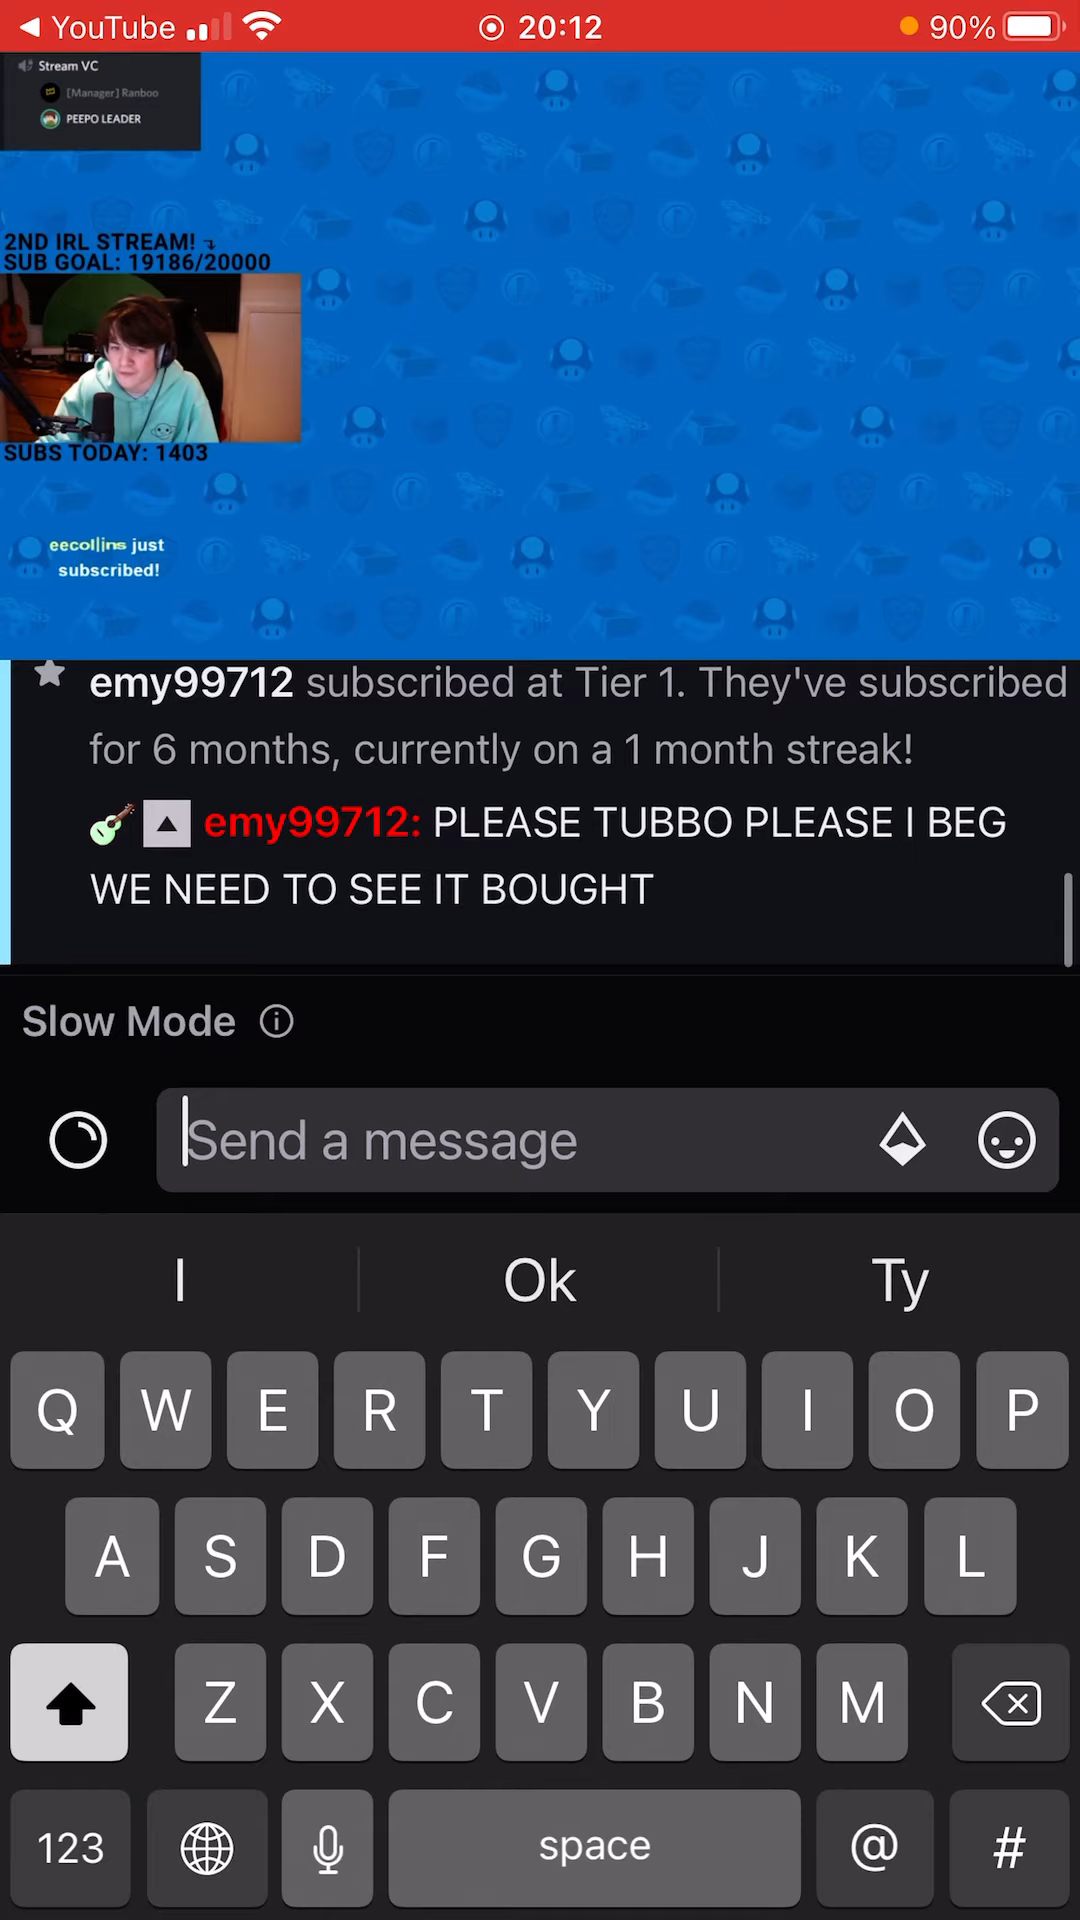 YouTube 20:12 90%
Stream VC
[Manager] Ranboo
PEEPO LEADER
2ND IRL STREAM!
SUB GOAL: 19186/20000
SUBS TODAY: 1403
eecollins just
subscribed!
emy99712 subscribed at Tier 1. They've subscribed
for 6 months, currently on a 1 month streak!
emy99712: PLEASE TUBBO PLEASE I BEG
WE NEED TO SEE IT BOUGHT
Slow Mode
Send a message
I Ok Ty
Q W E R T Y U I O P
A S D F G H J K L
Z X C V B N M
123 space @ #